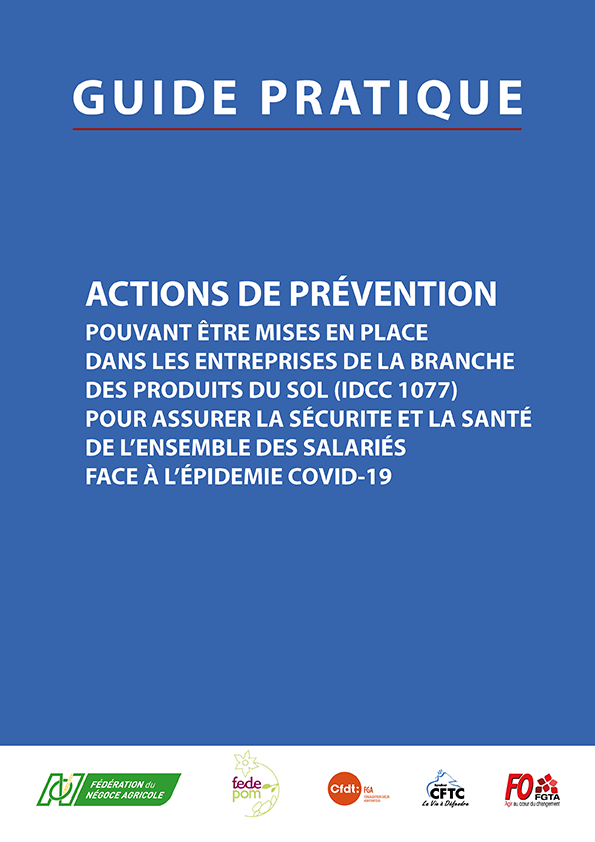 GUIDE PRATIQUE
ACTIONS DE PRÉVENTION
POUVANT ÊTRE MISES EN PLACE
DANS LES ENTREPRISES DE LA BRANCHE
DES PRODUITS DU SOL (IDCC 1077)
POUR ASSURER LA SÉCURITE ET LA SANTÉ
DE L’ENSEMBLE DES SALARIÉS
FACE À L’ÉPIDEMIE COVID-19
FÉDÉRATION du
NÉGOCE AGRICOLE
fede
pom
Cfdt:
FGA
CFTC
La Vie à Défendre
FO
FGTA
Agir au cœur du changement